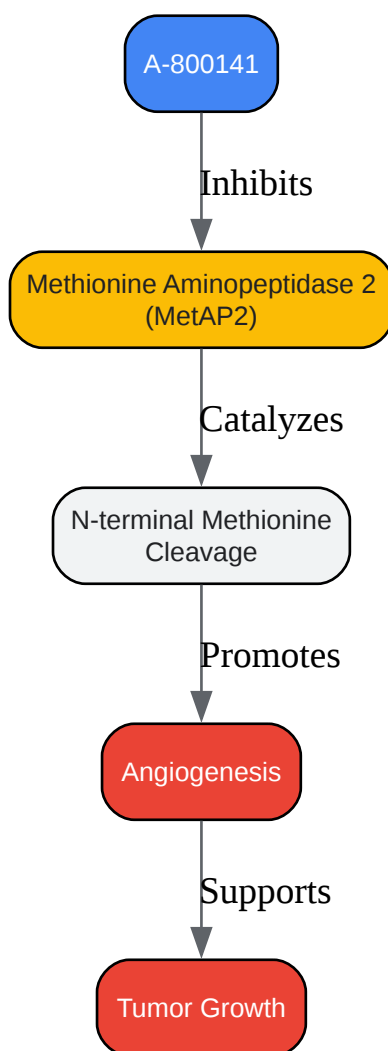 A-800141
Inhibits
Methionine Aminopeptidase 2
(MetAP2)
Catalyzes
N-terminal Methionine
Cleavage
Promotes
Angiogenesis
Supports
Tumor Growth